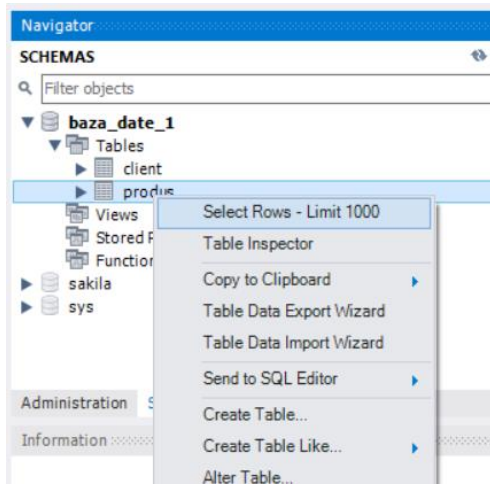 Navigator
SCHEMAS
Filter objects
baza_date_1
Tables
client
produs
Views
Stored
Function
sakila
sys
Select Rows - Limit 1000
Table Inspector
Copy to Clipboard
Table Data Export Wizard
Table Data Import Wizard
Send to SQL Editor
Create Table...
Create Table Like...
Alter Table...
Administration
Information